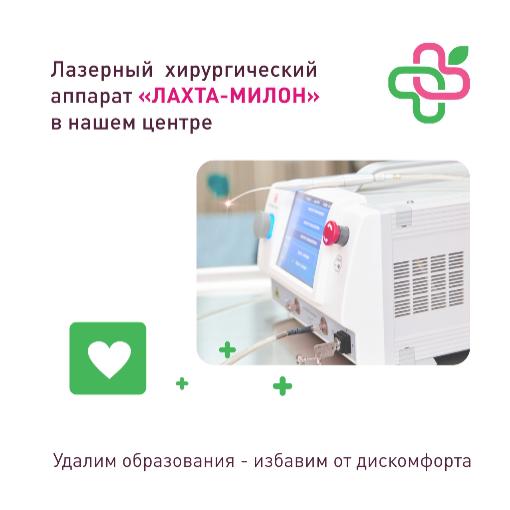 Лазерный хирургический
аппарат «ЛАХТА-МИЛОН»
в нашем центре
Удалим образования - избавим от дискомфорта